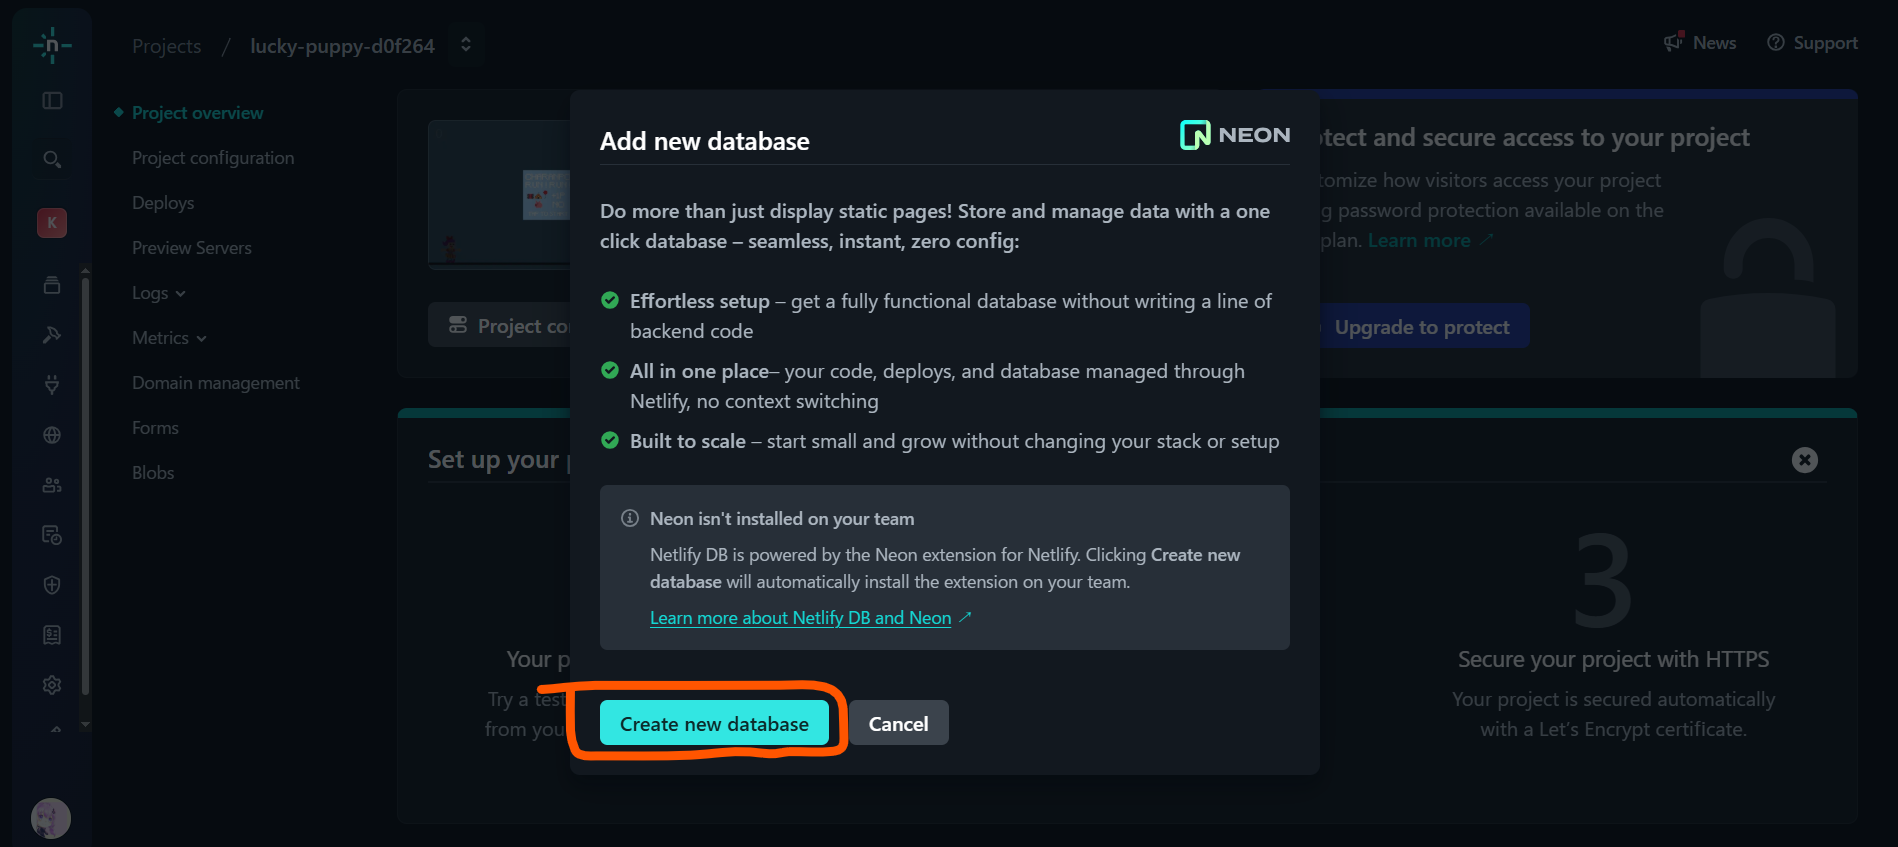 Projects / lucky-puppy-d0f264
News
Support
Project overview
Project configuration
Deploys
Preview Servers
Logs
Metrics
Domain management
Forms
Blobs
K
Project co
Add new database
NEON
Do more than just display static pages! Store and manage data with a one
click database – seamless, instant, zero config:
Effortless setup – get a fully functional database without writing a line of
backend code
All in one place– your code, deploys, and database managed through
Netlify, no context switching
Built to scale – start small and grow without changing your stack or setup
Neon isn't installed on your team
Netlify DB is powered by the Neon extension for Netlify. Clicking Create new
database will automatically install the extension on your team.
Learn more about Netlify DB and Neon ↗
Create new database
Cancel
tect and secure access to your project
tomize how visitors access your project
g password protection available on the
plan. Learn more ↗
Upgrade to protect
Set up your
Your p
Try a test
from you
3
Secure your project with HTTPS
Your project is secured automatically
with a Let's Encrypt certificate.